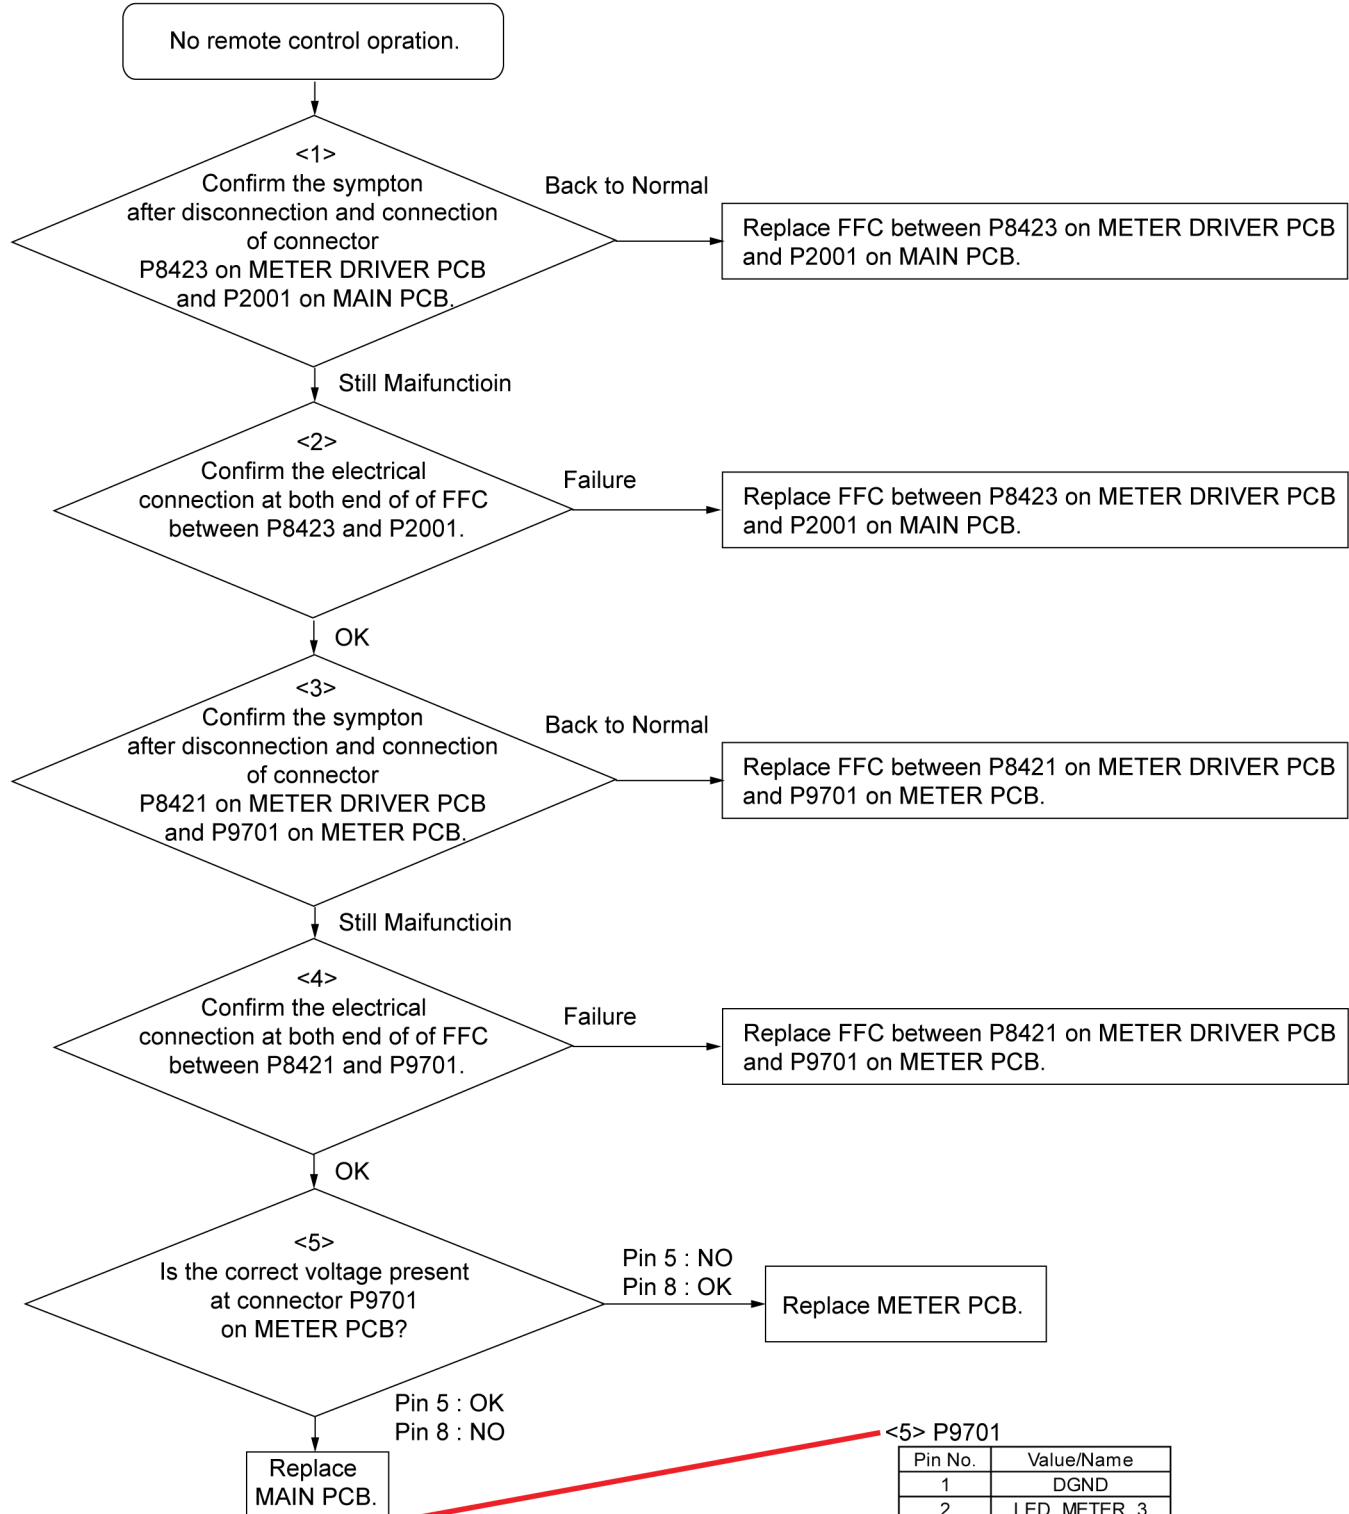 No remote control opration.
<1>
Confirm the sympton
after disconnection and connection
of connector
P8423 on METER DRIVER PCB
and P2001 on MAIN PCB.
Back to Normal
Replace FFC between P8423 on METER DRIVER PCB
and P2001 on MAIN PCB.
Still Maifunctioin
<2>
Confirm the electrical
connection at both end of of FFC
between P8423 and P2001.
Failure
Replace FFC between P8423 on METER DRIVER PCB
and P2001 on MAIN PCB.
OK
<3>
Confirm the sympton
after disconnection and connection
of connector
P8421 on METER DRIVER PCB
and P9701 on METER PCB.
Back to Normal
Replace FFC between P8421 on METER DRIVER PCB
and P9701 on METER PCB.
Still Maifunctioin
<4>
Confirm the electrical
connection at both end of of FFC
between P8421 and P9701.
Failure
Replace FFC between P8421 on METER DRIVER PCB
and P9701 on METER PCB.
OK
<5>
Is the correct voltage present
at connector P9701
on METER PCB?
Pin 5 : NO
Pin 8 : OK
Replace METER PCB.
Pin 5 : OK
Pin 8 : NO
Replace
MAIN PCB.
<5> P9701
Pin No. Value/Name
1 DGND
2 LED_METER_3